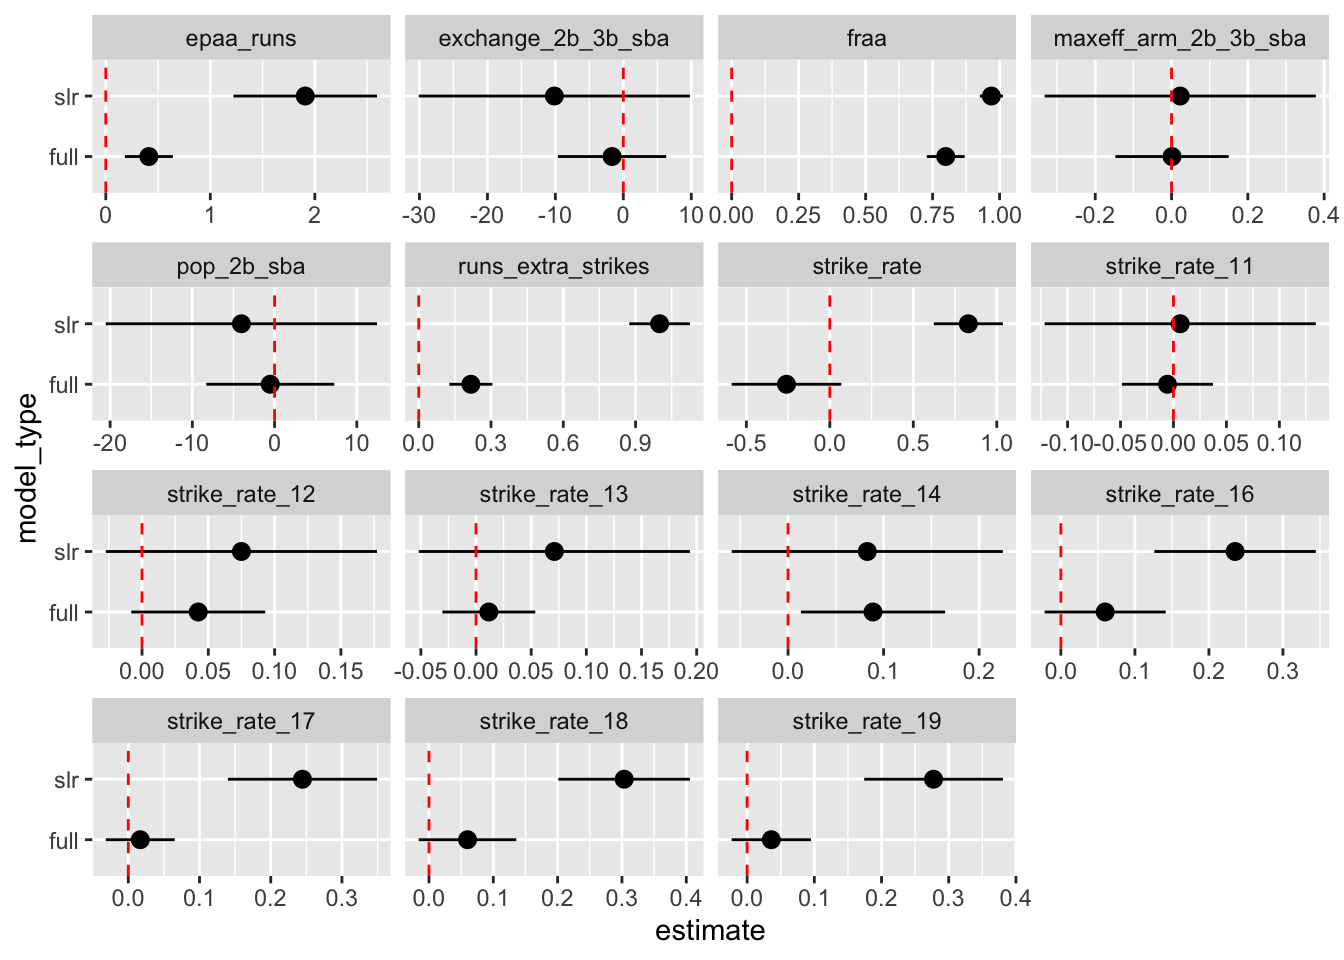 epaa_runs exchange_2b_3b_sba fraa maxeff_arm_2b_3b_sba
slr
full
0 1 2 -30 -20 -10 0 10 0.00 0.25 0.50 0.75 1.00 -0.2 0.0 0.2 0.4
pop_2b_sba runs_extra_strikes strike_rate strike_rate_11
slr
full
-20 -10 0 10 0.0 0.3 0.6 0.9 -0.5 0.0 0.5 1.0 -0.10 -0.05 0.00 0.05 0.10
model_type
strike_rate_12 strike_rate_13 strike_rate_14 strike_rate_16
slr
full
0.00 0.05 0.10 0.15 -0.05 0.00 0.05 0.10 0.15 0.20 0.0 0.1 0.2 0.0 0.1 0.2 0.3
strike_rate_17 strike_rate_18 strike_rate_19
slr
full
0.0 0.1 0.2 0.3 0.0 0.1 0.2 0.3 0.4 0.0 0.1 0.2 0.3 0.4
estimate